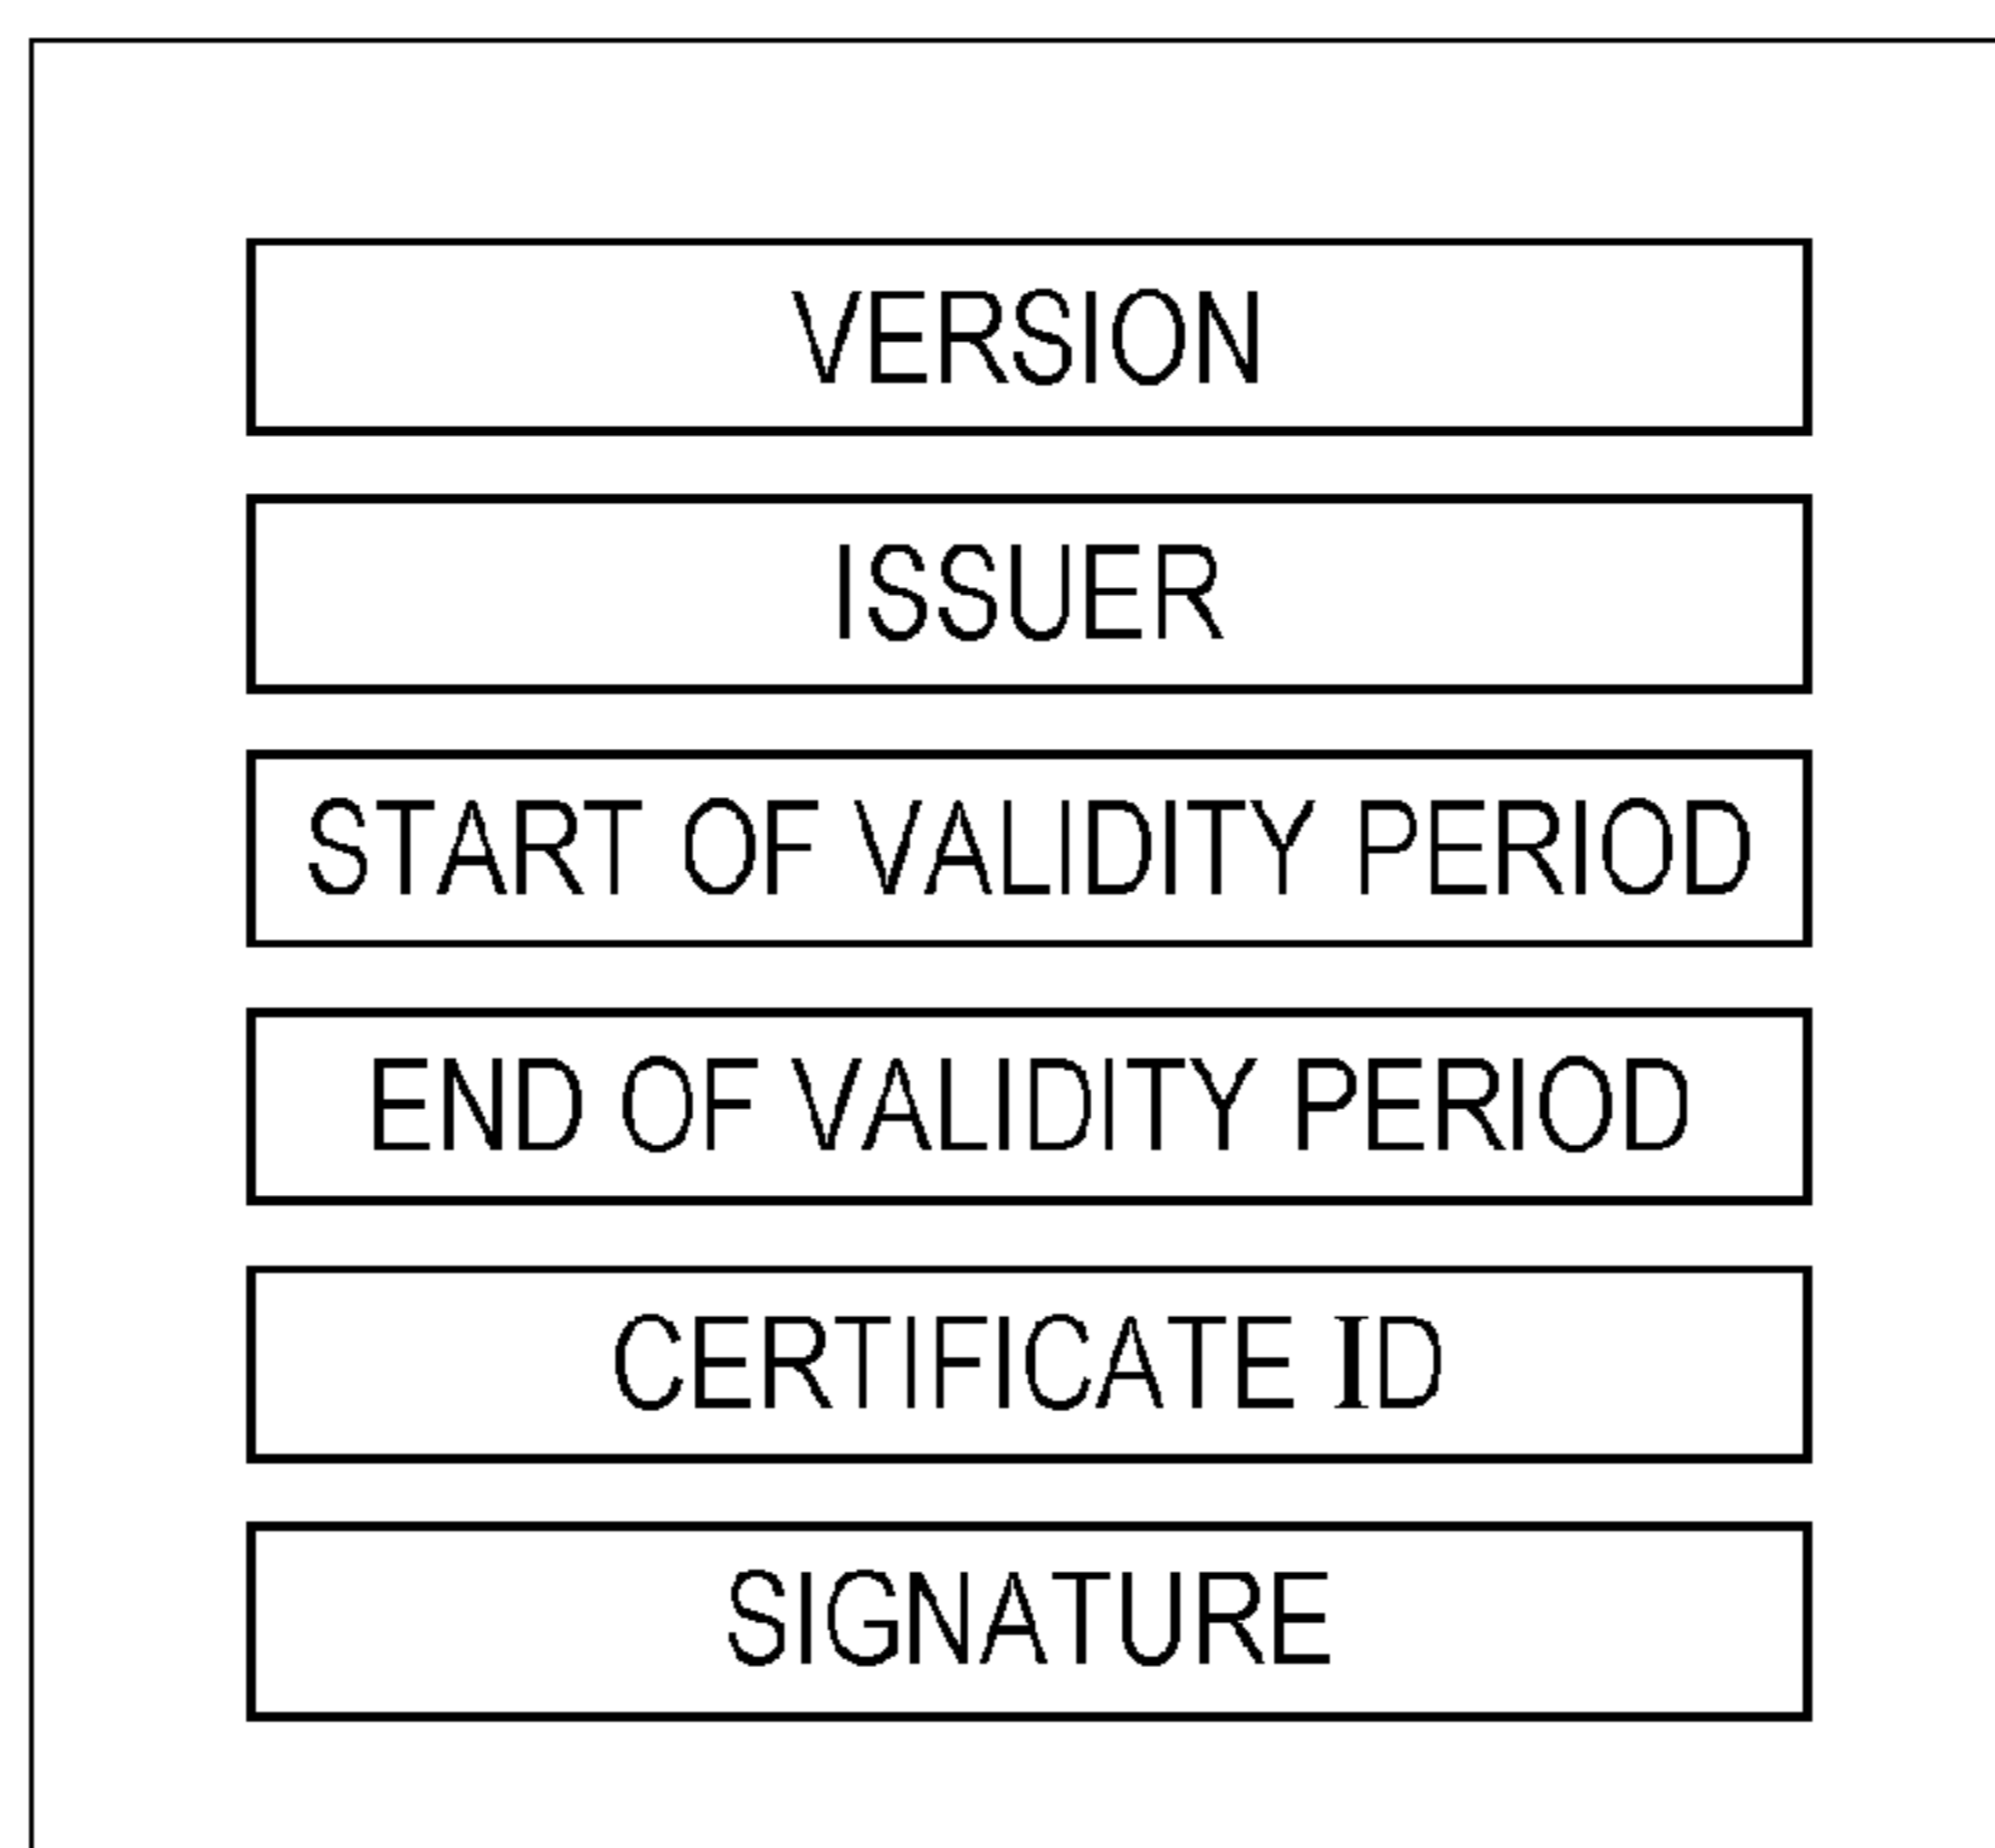 VERSION
ISSUER
START OF VALIDITY PERIOD
END OF VALIDITY PERIOD
CERTIFICATE ID
SIGNATURE